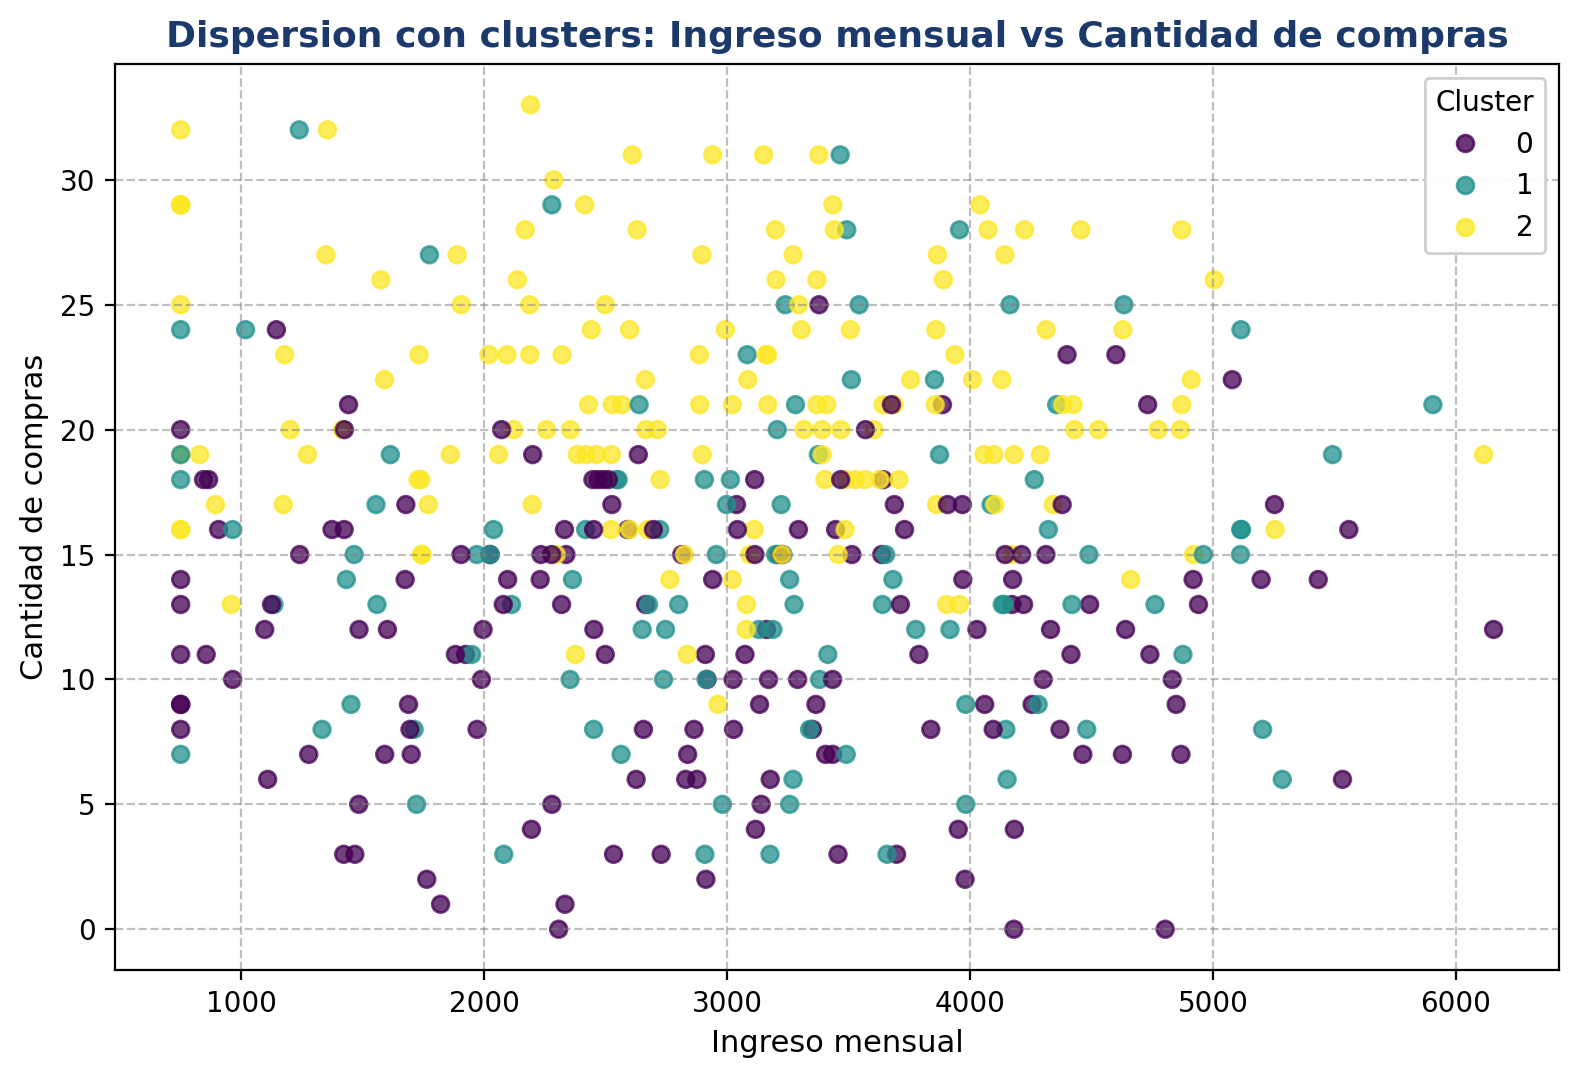 Dispersion con clusters: Ingreso mensual vs Cantidad de compras
Cluster
0
1
2
30
25
20
15
10
5
0
Cantidad de compras
1000 2000 3000 4000 5000 6000
Ingreso mensual